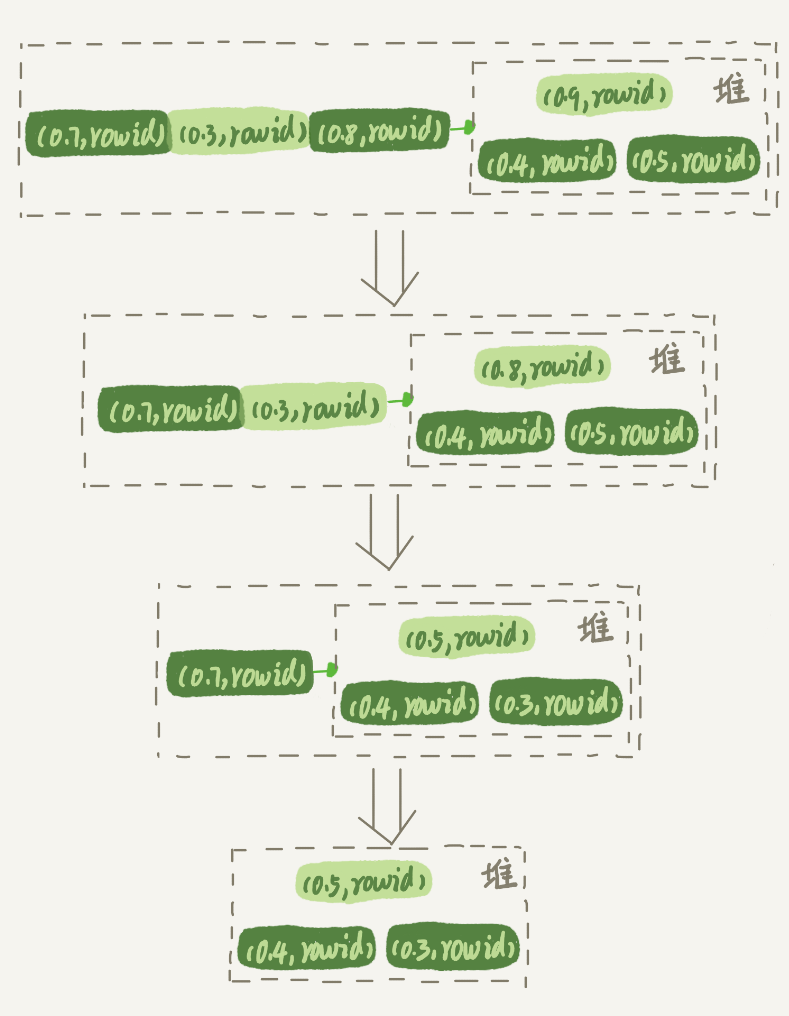 (0.9,rowid) 堆
(0.7,rowid) (0.3,rowid) (0.8,rowid)
(0.4,rowid) (0.5,rowid)
(0.8,rowid) 堆
(0.7,rowid) (0.3,rowid)
(0.4,rowid) (0.5,rowid)
(0.5,rowid) 堆
(0.7,rowid)
(0.4,rowid) (0.3,rowid)
(0.5,rowid) 堆
(0.4,rowid) (0.3,rowid)